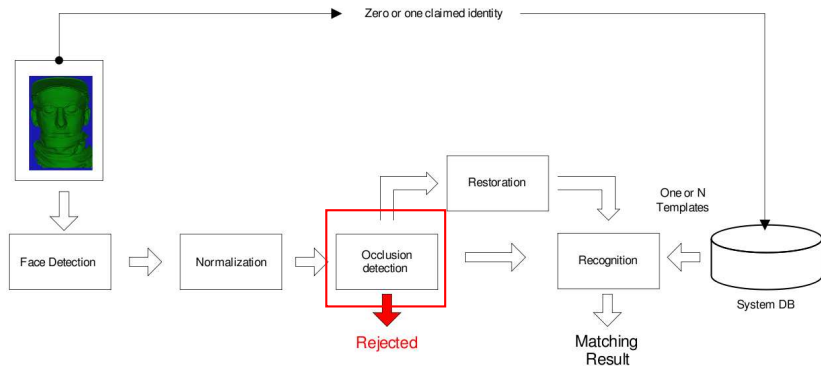 Zero or one claimed identity
Restoration
One or N
Templates
Face Detection
Normalization
Occlusion
detection
Recognition
System DB
Rejected
Matching
Result